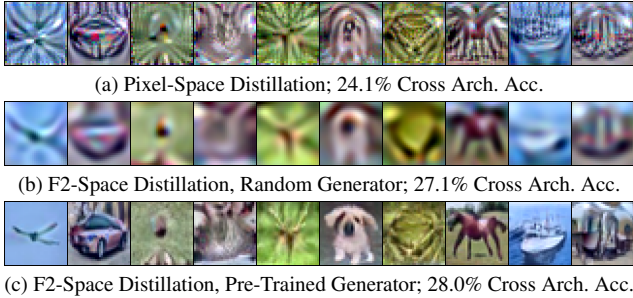 (a) Pixel-Space Distillation; 24.1% Cross Arch. Acc.
(b) F2-Space Distillation, Random Generator; 27.1% Cross Arch. Acc.
(c) F2-Space Distillation, Pre-Trained Generator; 28.0% Cross Arch. Acc.